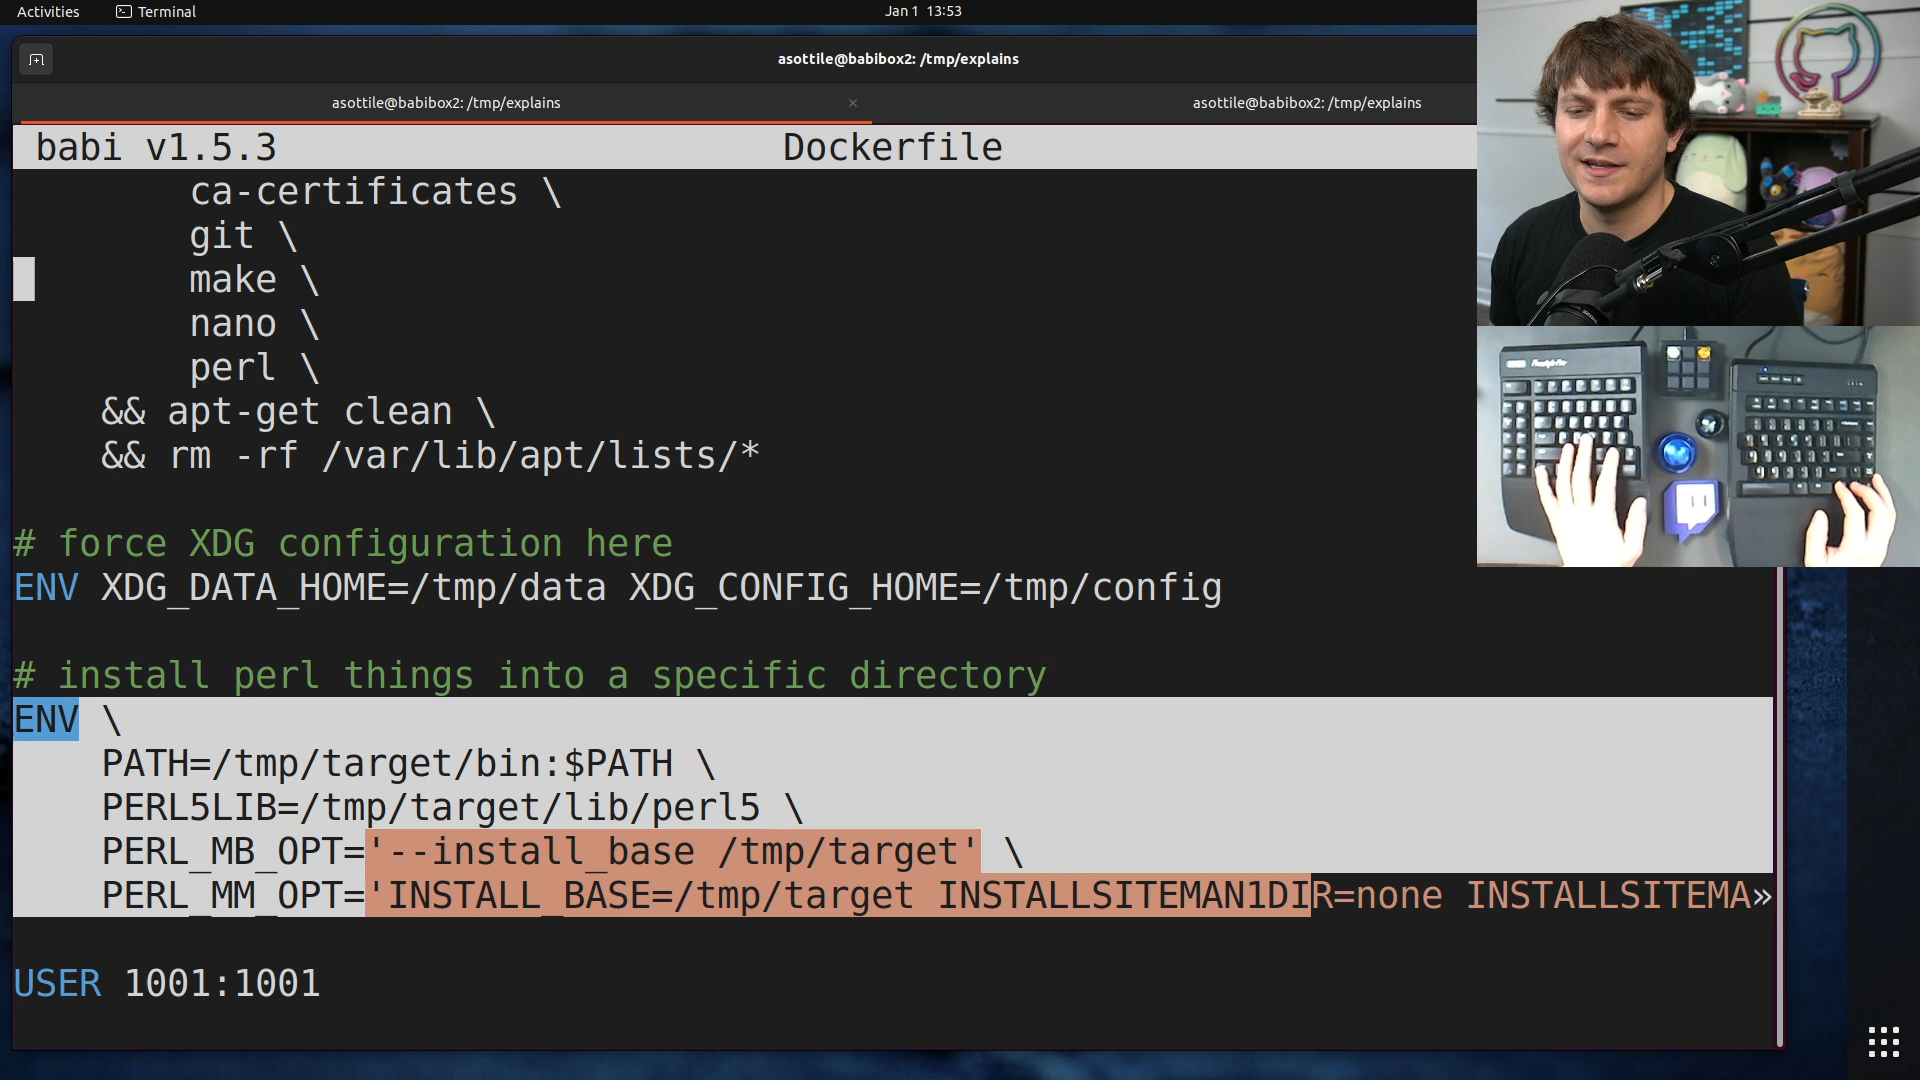 Activities
Terminal
Jan 1 13:53
asottile@babibox2: /tmp/explains
asottile@babibox2: /tmp/explains ×
asottile@babibox2: /tmp/explains
babi v1.5.3
Dockerfile
ca-certificates \
git \
make \
nano \
perl \
&& apt-get clean \
&& rm -rf /var/lib/apt/lists/*
# force XDG configuration here
ENV XDG_DATA_HOME=/tmp/data XDG_CONFIG_HOME=/tmp/config
# install perl things into a specific directory
ENV \
PATH=/tmp/target/bin:$PATH \
PERL5LIB=/tmp/target/lib/perl5 \
PERL_MB_OPT='--install_base /tmp/target' \
PERL_MM_OPT='INSTALL_BASE=/tmp/target INSTALLSITEMAN1DIR=none INSTALLSITEMA»
USER 1001:1001